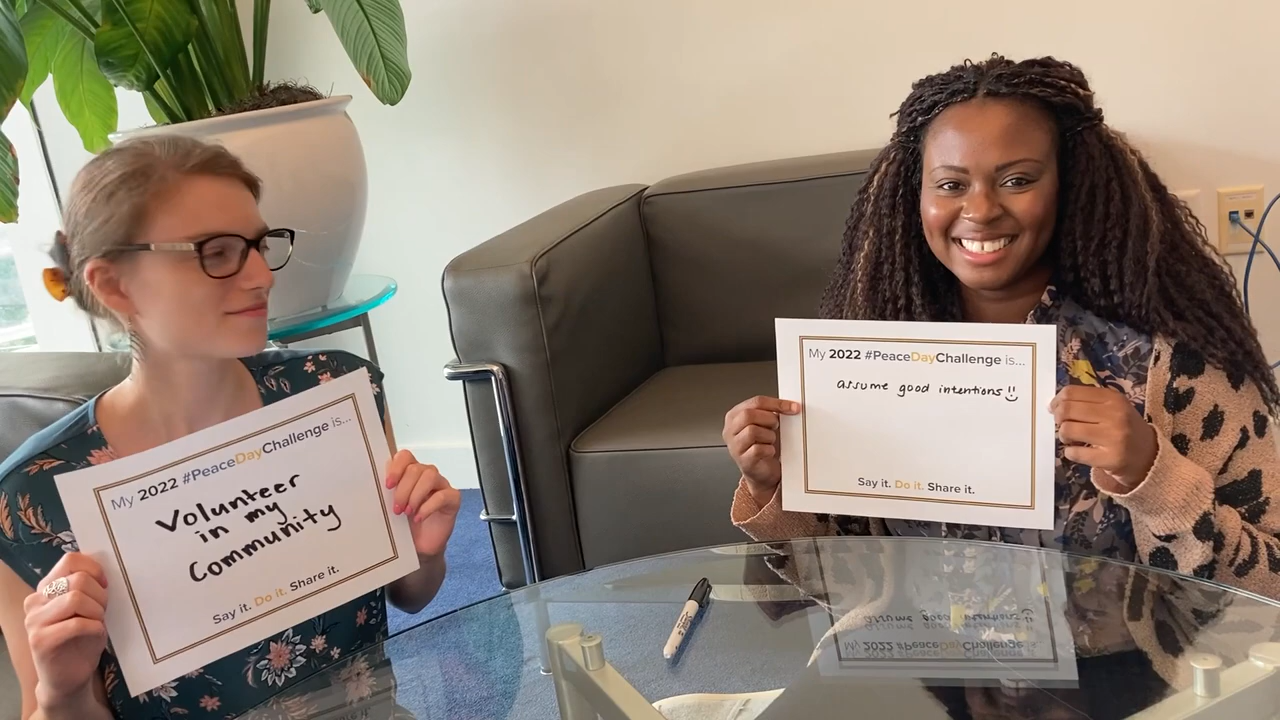 My 2022 #PeaceDayChallenge is...
Volunteer
in my
Community
Say it. Do it. Share it.
My 2022 #PeaceDayChallenge is...
assume good intentions!!
Say it. Do it. Share it.